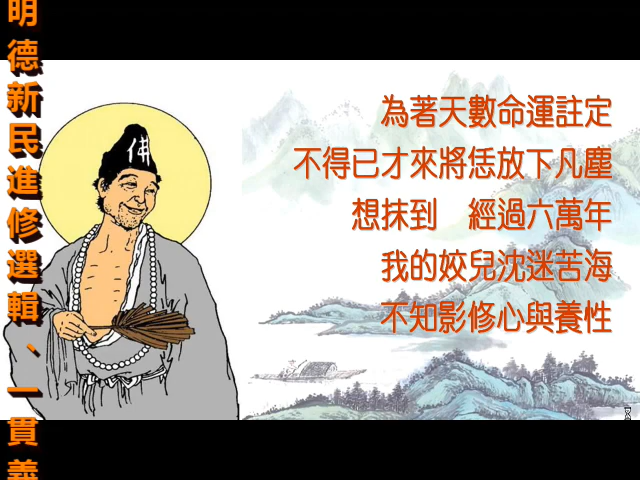 明德新民進修選輯、一貫義
佛
為著天數命運註定
不得已才來將恁放下凡塵
想抹到　經過六萬年
我的姣兒沈迷苦海
不知影修心與養性